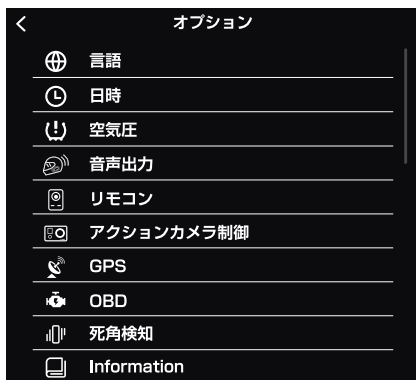 オプション
言語
日時
空気圧
音声出力
リモコン
アクションカメラ制御
GPS
OBD
死角検知
Information